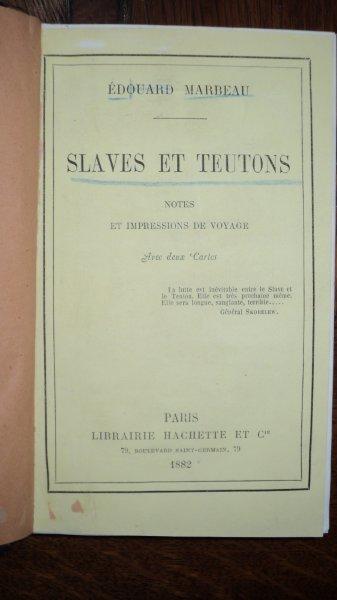 ÉDOUARD MARBEAU
SLAVES ET TEUTONS
NOTES
ET IMPRESSIONS DE VOYAGE
Avec deux Cartes
La lutte est inévitable entre le Slave et
le Teuton. Elle est très prochaine même.
Elle sera longue, sanglante, terrible.....
Général SKOBELEW.
PARIS
LIBRAIRIE HACHETTE ET Cie
79, BOULEVARD SAINT-GERMAIN, 79
1882